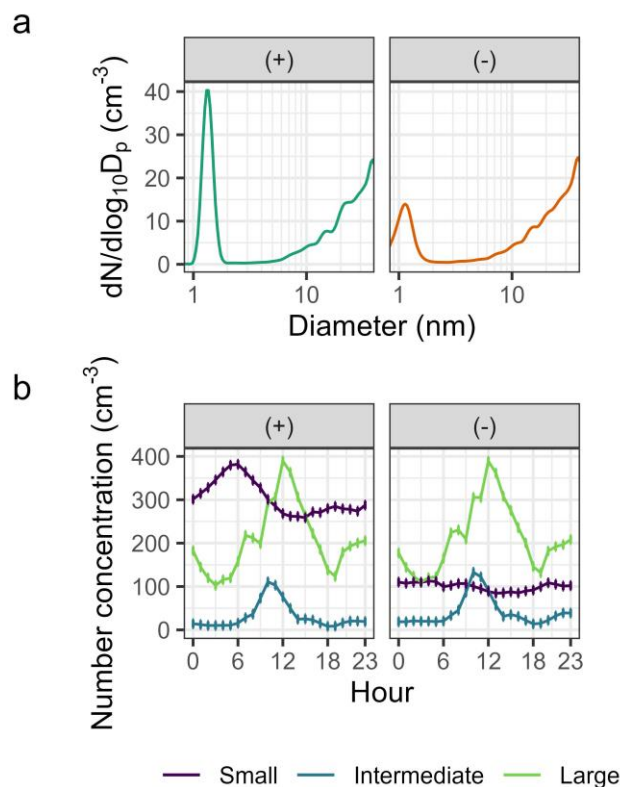 a
(+) (-)
dN/dlog₁₀Dₚ (cm⁻³)
40
30
20
10
0
1 10 1 10
Diameter (nm)
b
(+) (-)
Number concentration (cm⁻³)
400
300
200
100
0
0 6 12 18 23 0 6 12 18 23
Hour
Small Intermediate Large